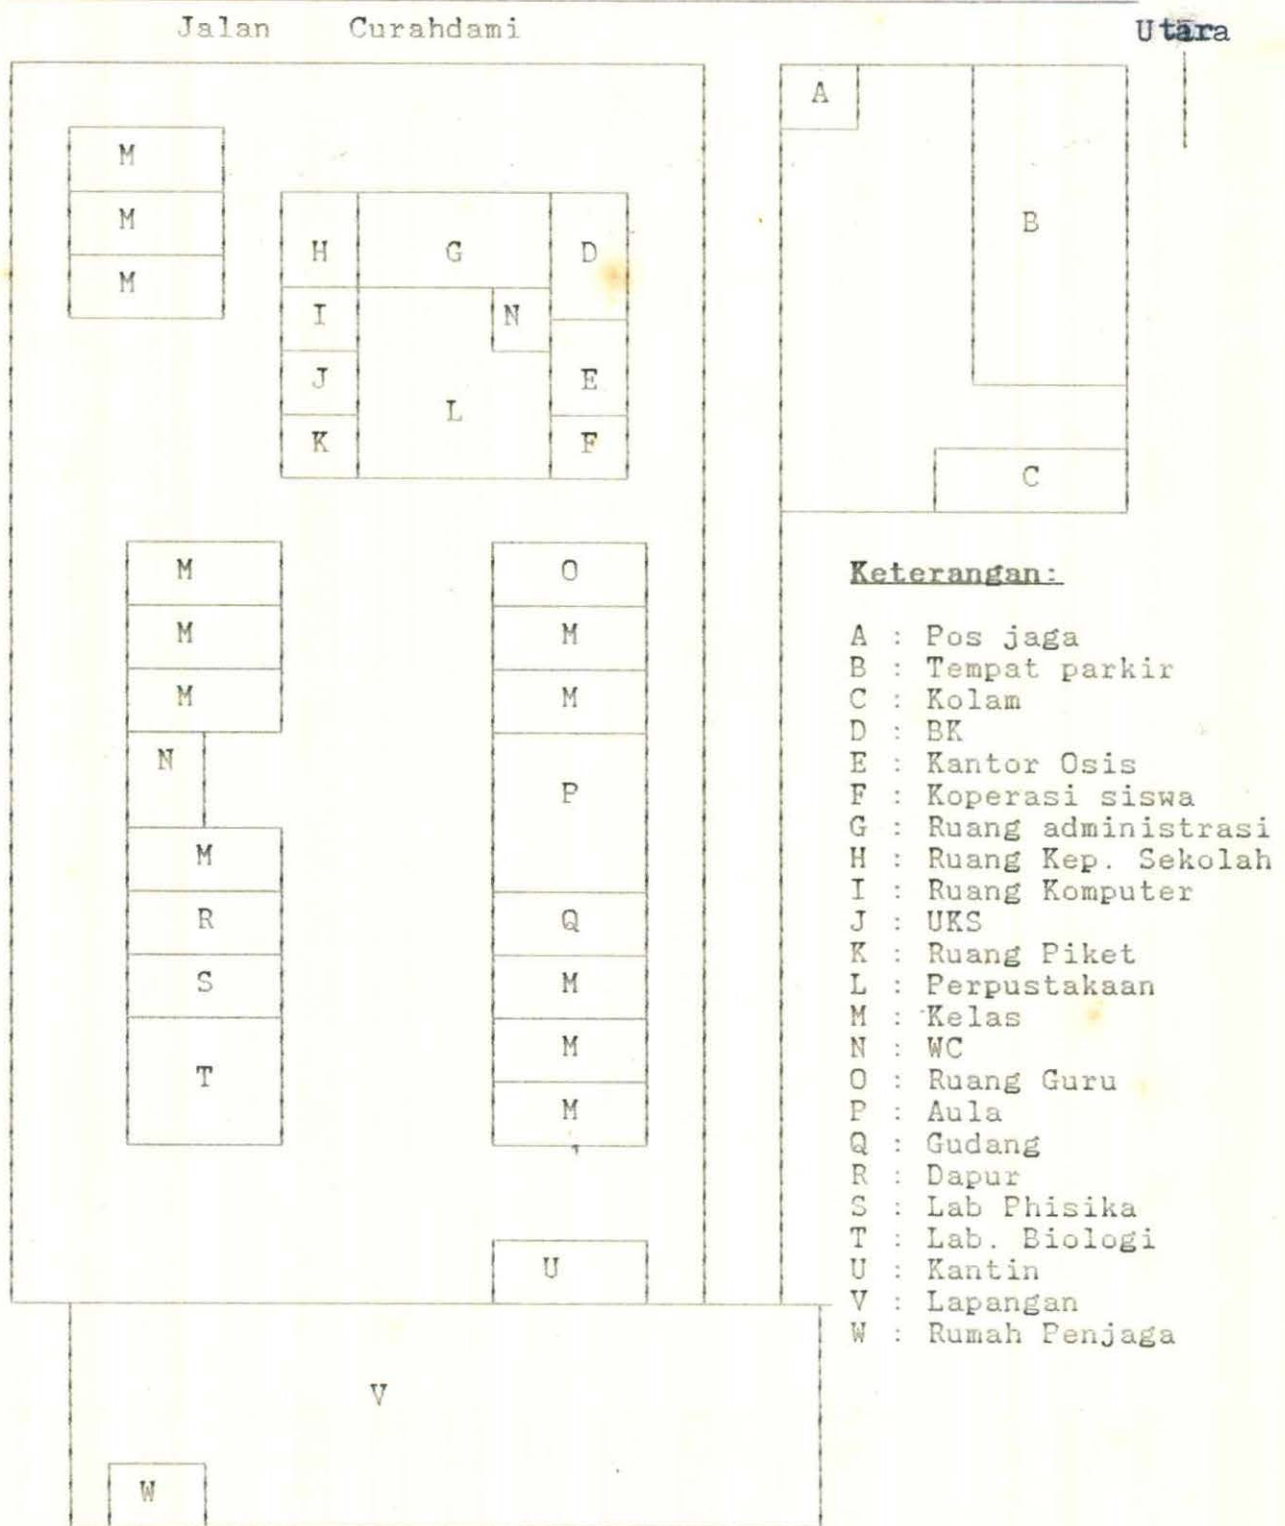 Jalan Curahdami
Utara
A
M
M
B
H G D
M
I N
J E
L
K F
C
M O
M M
M M
N
P
M
R Q
S M
M
T
M
U
V
W
Keterangan:
A : Pos jaga
B : Tempat parkir
C : Kolam
D : BK
E : Kantor Osis
F : Koperasi siswa
G : Ruang administrasi
H : Ruang Kep. Sekolah
I : Ruang Komputer
J : UKS
K : Ruang Piket
L : Perpustakaan
M : Kelas
N : WC
O : Ruang Guru
P : Aula
Q : Gudang
R : Dapur
S : Lab Phisika
T : Lab. Biologi
U : Kantin
V : Lapangan
W : Rumah Penjaga